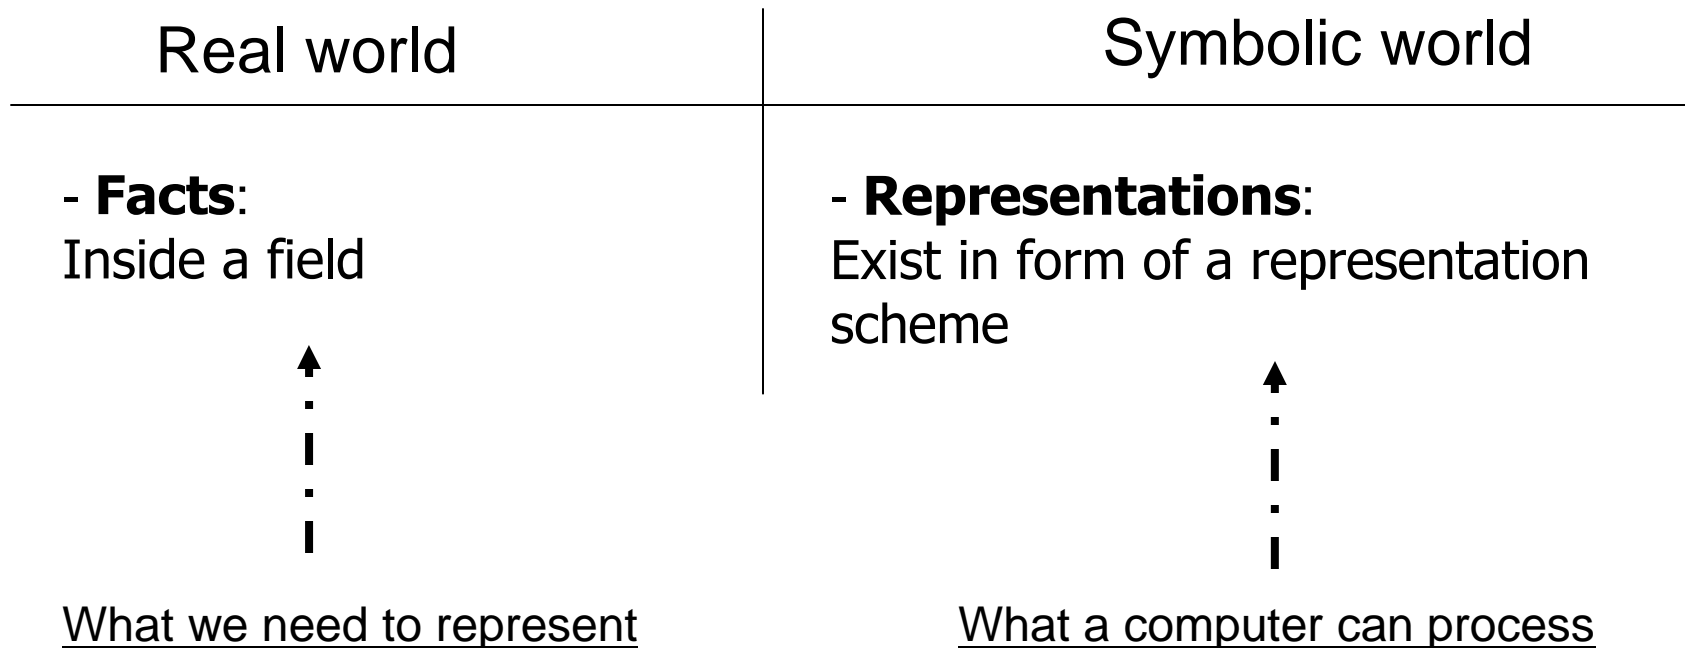 Real world
Symbolic world
- Facts:
Inside a field
- Representations:
Exist in form of a representation
scheme
What we need to represent
What a computer can process